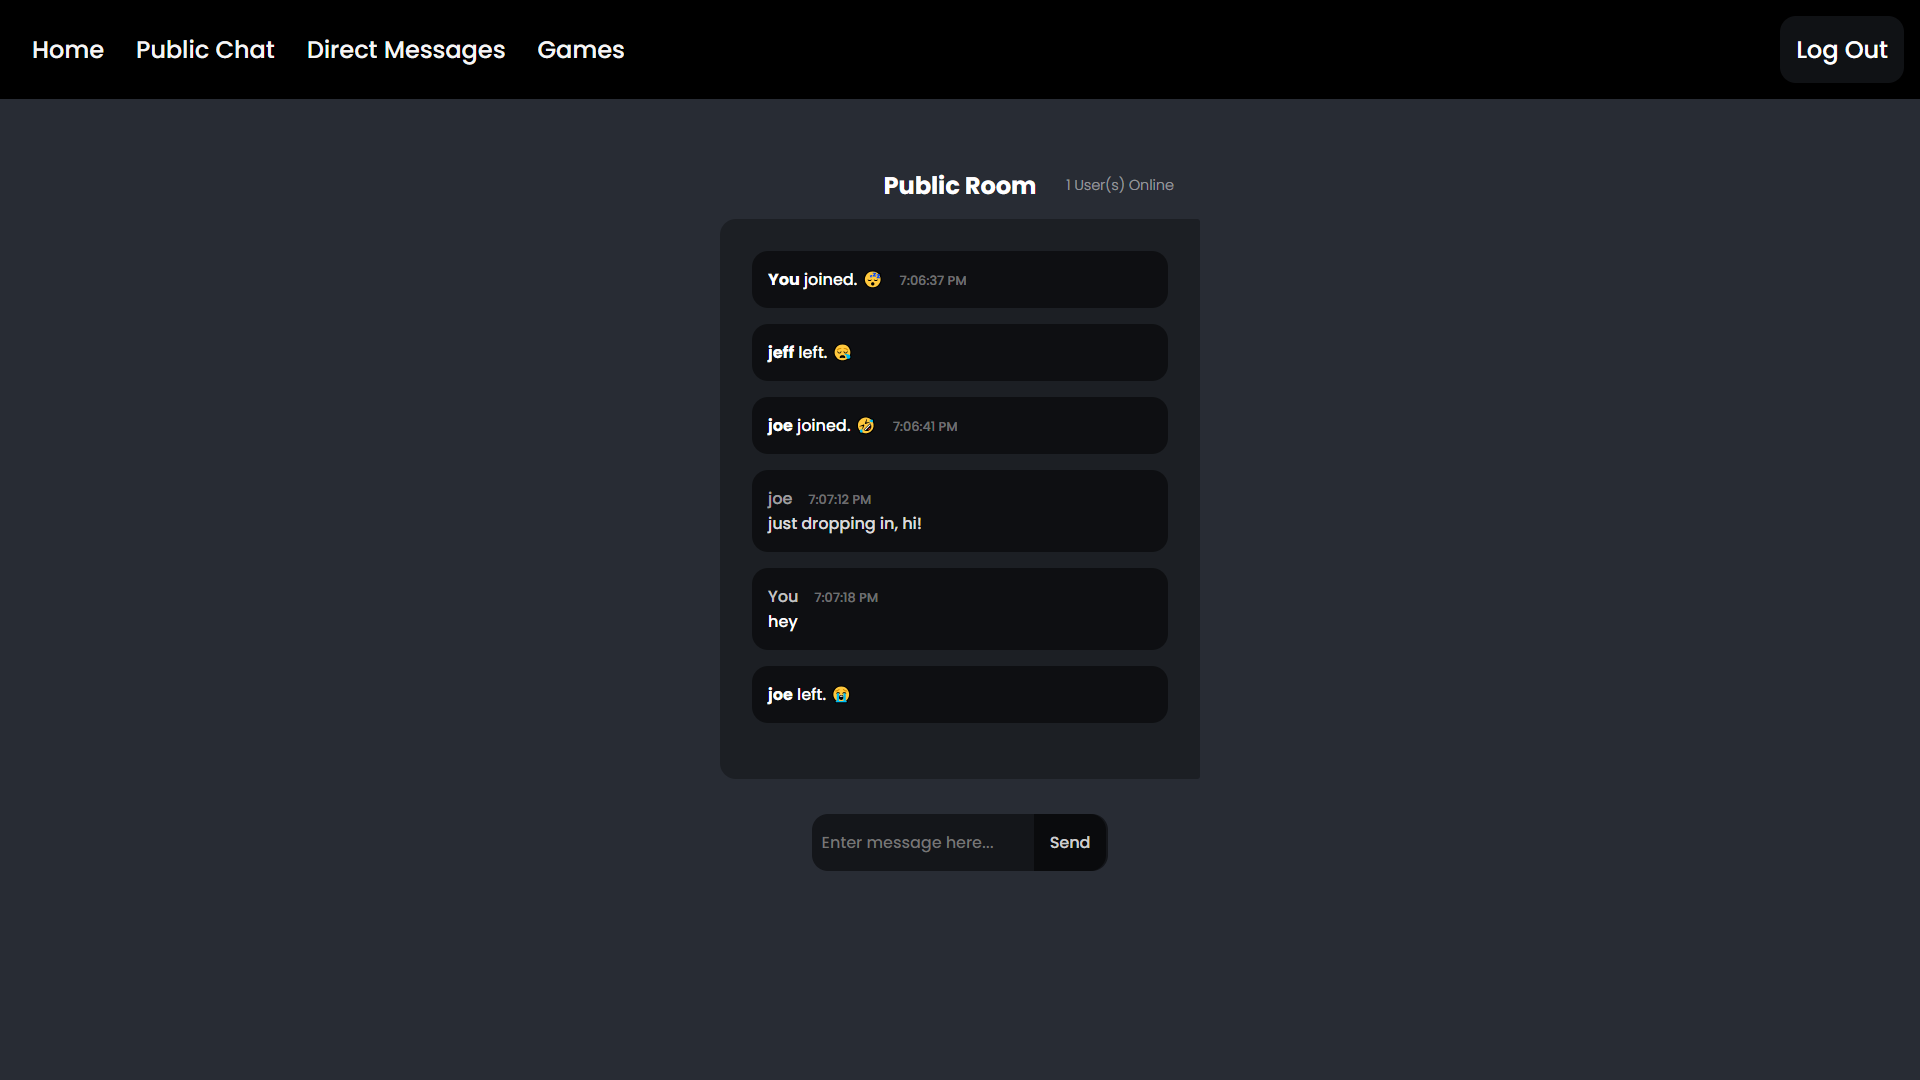 Home Public Chat Direct Messages Games Log Out
Public Room 1 User(s) Online
You joined. 😴 7:06:37 PM
jeff left. 😪
joe joined. 🤣 7:06:41 PM
joe 7:07:12 PM
just dropping in, hi!
You 7:07:18 PM
hey
joe left. 😭
Enter message here... Send